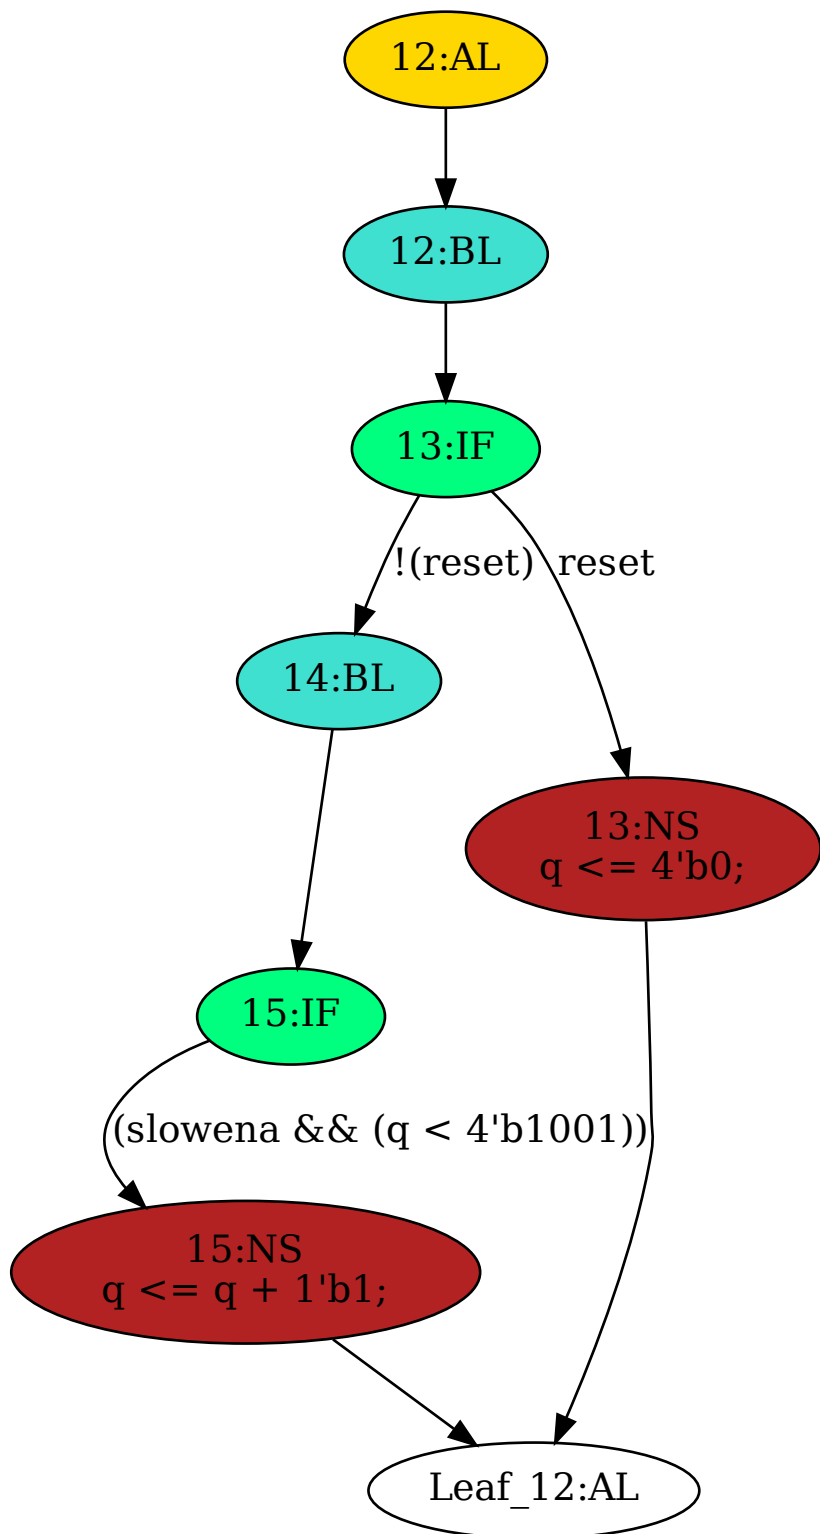 12:AL
12:BL
13:IF
!(reset)
reset
14:BL
13:NS
q <= 4'b0;
15:IF
(slowena && (q < 4'b1001))
15:NS
q <= q + 1'b1;
Leaf_12:AL